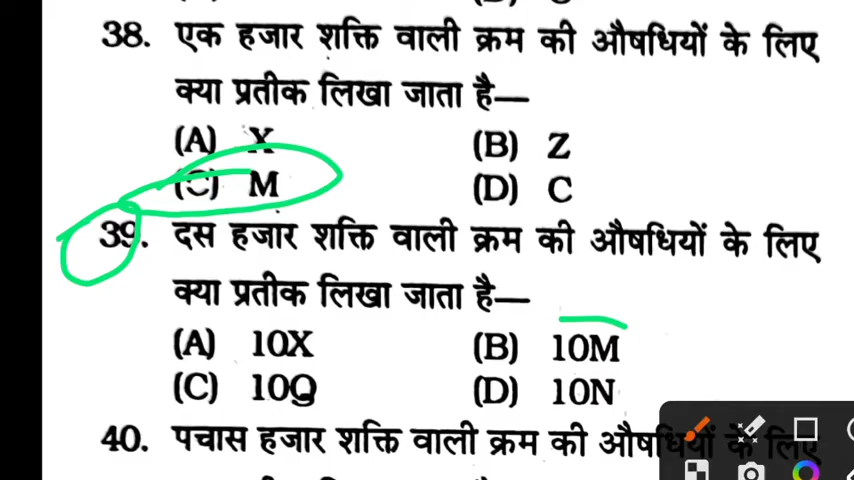 38. एक हजार शक्ति वाली क्रम की औषधियों के लिए
क्या प्रतीक लिखा जाता है—
(A) X (B) Z
(C) M (D) C
39. दस हजार शक्ति वाली क्रम की औषधियों के लिए
क्या प्रतीक लिखा जाता है—
(A) 10X (B) 10M
(C) 10Q (D) 10N
40. पचास हजार शक्ति वाली क्रम की औषधियों के लिए